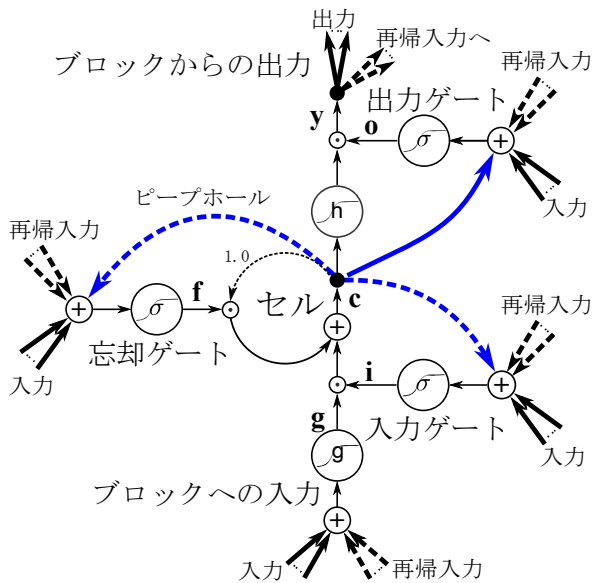 出力
再帰入力へ
ブロックからの出力
再帰入力
出力ゲート
y
o
σ
+
入力
h
ピープホール
再帰入力
1.0
f
セル
c
+
σ
+
再帰入力
忘却ゲート
入力
i
σ
+
g
入力ゲート
入力
g
ブロックへの入力
+
入力
再帰入力